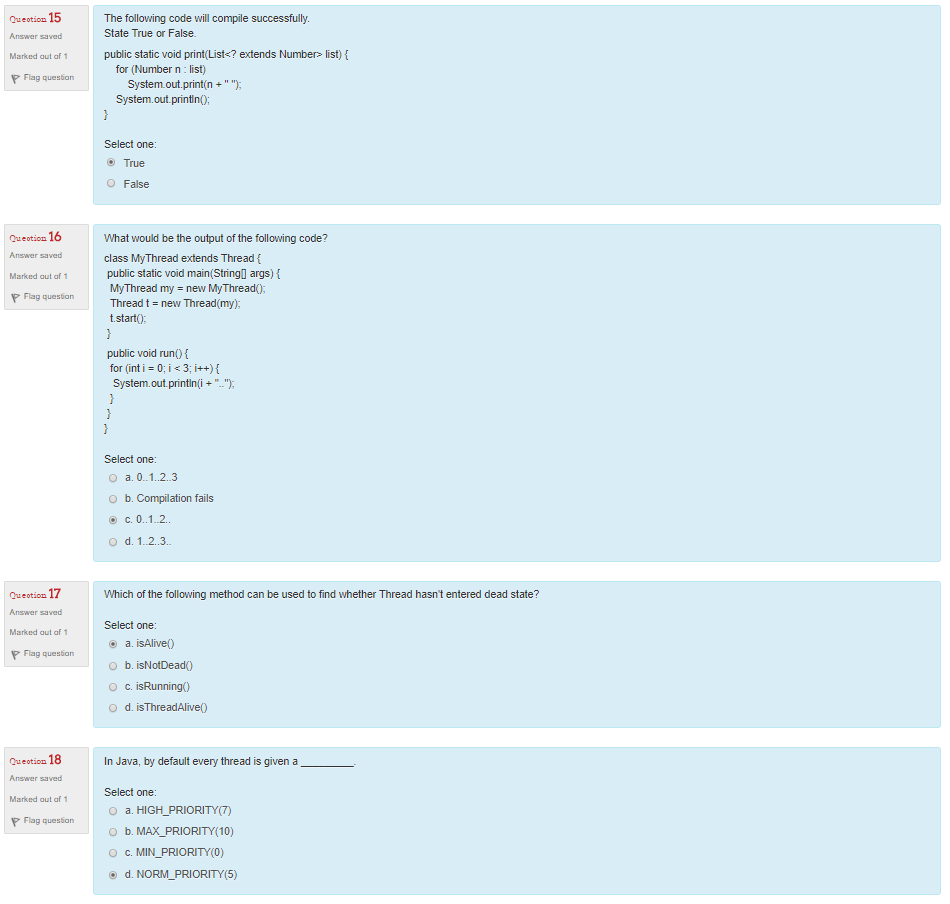 Question 15
Answer saved
Marked out of 1
Flag question
The following code will compile successfully.
State True or False.
public static void print(List<? extends Number> list) {
for (Number n : list)
System.out.print(n + " ");
System.out.println();
}
Select one:
True
False
Question 16
Answer saved
Marked out of 1
Flag question
What would be the output of the following code?
class MyThread extends Thread {
public static void main(String[] args) {
MyThread my = new MyThread();
Thread t = new Thread(my);
t.start();
}
public void run() {
for (int i = 0; i < 3; i++) {
System.out.println(i + "..");
}
}
}
Select one:
a. 0..1..2..3
b. Compilation fails
c. 0..1..2..
d. 1..2..3..
Question 17
Answer saved
Marked out of 1
Flag question
Which of the following method can be used to find whether Thread hasn't entered dead state?
Select one:
a. isAlive()
b. isNotDead()
c. isRunning()
d. isThreadAlive()
Question 18
Answer saved
Marked out of 1
Flag question
In Java, by default every thread is given a _________.
Select one:
a. HIGH_PRIORITY(7)
b. MAX_PRIORITY(10)
c. MIN_PRIORITY(0)
d. NORM_PRIORITY(5)